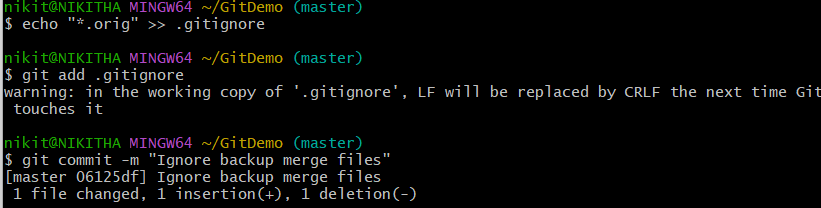 nikit@NIKITHA MINGW64 ~/GitDemo (master)
$ echo "*.orig" >> .gitignore
nikit@NIKITHA MINGW64 ~/GitDemo (master)
$ git add .gitignore
warning: in the working copy of '.gitignore', LF will be replaced by CRLF the next time Git
 touches it
nikit@NIKITHA MINGW64 ~/GitDemo (master)
$ git commit -m "Ignore backup merge files"
[master 06125df] Ignore backup merge files
 1 file changed, 1 insertion(+), 1 deletion(-)